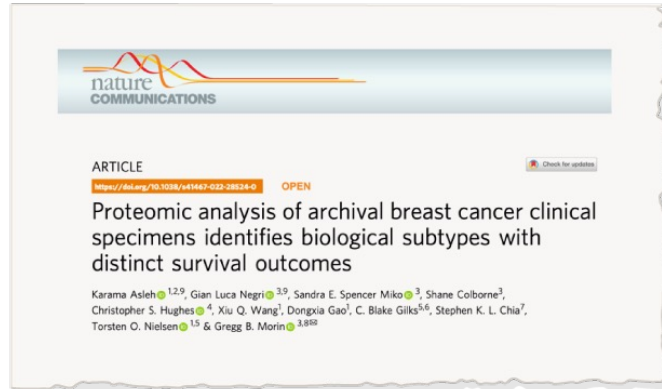 nature
COMMUNICATIONS
ARTICLE
Check for updates
https://doi.org/10.1038/s41467-022-28524-0
OPEN
Proteomic analysis of archival breast cancer clinical
specimens identifies biological subtypes with
distinct survival outcomes
Karama Asleh 1,2,9, Gian Luca Negri 3,9, Sandra E. Spencer Miko 3, Shane Colborne3,
Christopher S. Hughes 4, Xiu Q. Wang1, Dongxia Gao1, C. Blake Gilks5,6, Stephen K. L. Chia7,
Torsten O. Nielsen 1,5 & Gregg B. Morin 3,8✉